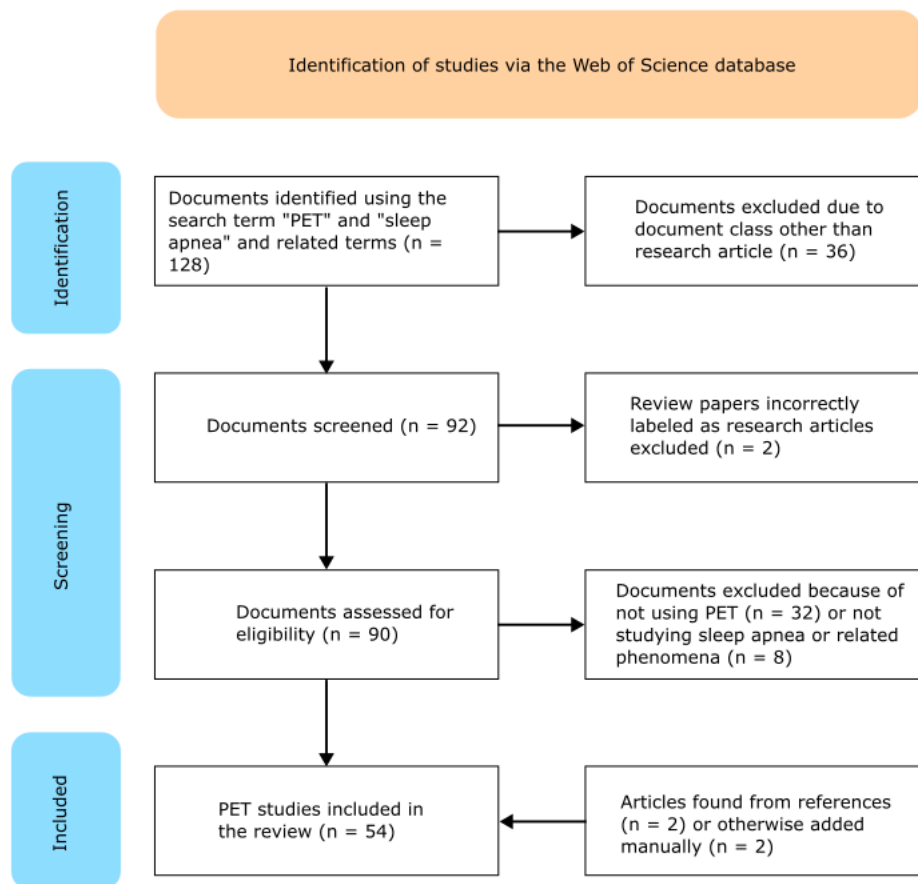 Identification of studies via the Web of Science database
Identification
Documents identified using the
search term "PET" and "sleep
apnea" and related terms (n =
128)
Documents excluded due to
document class other than
research article (n = 36)
Screening
Documents screened (n = 92)
Review papers incorrectly
labeled as research articles
excluded (n = 2)
Documents assessed for
eligibility (n = 90)
Documents excluded because of
not using PET (n = 32) or not
studying sleep apnea or related
phenomena (n = 8)
Included
PET studies included in
the review (n = 54)
Articles found from references
(n = 2) or otherwise added
manually (n = 2)